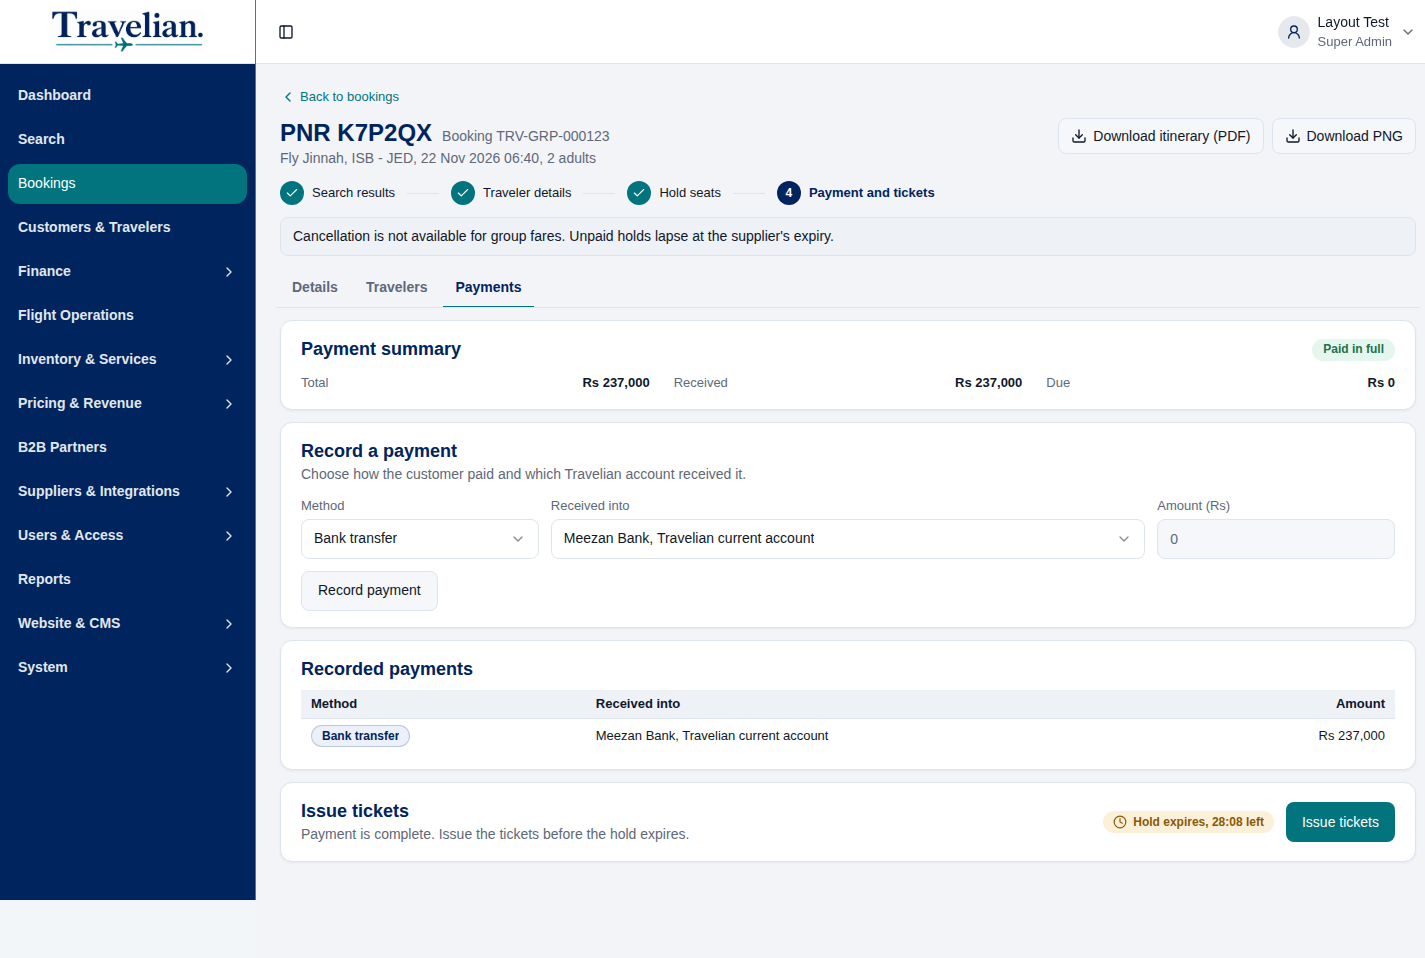 Travelian.
Layout Test
Super Admin
Dashboard
Search
Bookings
Customers & Travelers
Finance
Flight Operations
Inventory & Services
Pricing & Revenue
B2B Partners
Suppliers & Integrations
Users & Access
Reports
Website & CMS
System
Back to bookings
PNR K7P2QX Booking TRV-GRP-000123
Fly Jinnah, ISB - JED, 22 Nov 2026 06:40, 2 adults
Download itinerary (PDF) Download PNG
Search results Traveler details Hold seats 4 Payment and tickets
Cancellation is not available for group fares. Unpaid holds lapse at the supplier's expiry.
Details Travelers Payments
Payment summary Paid in full
Total Rs 237,000 Received Rs 237,000 Due Rs 0
Record a payment
Choose how the customer paid and which Travelian account received it.
Method Received into Amount (Rs)
Bank transfer Meezan Bank, Travelian current account 0
Record payment
Recorded payments
Method Received into Amount
Bank transfer Meezan Bank, Travelian current account Rs 237,000
Issue tickets
Payment is complete. Issue the tickets before the hold expires.
Hold expires, 28:08 left Issue tickets